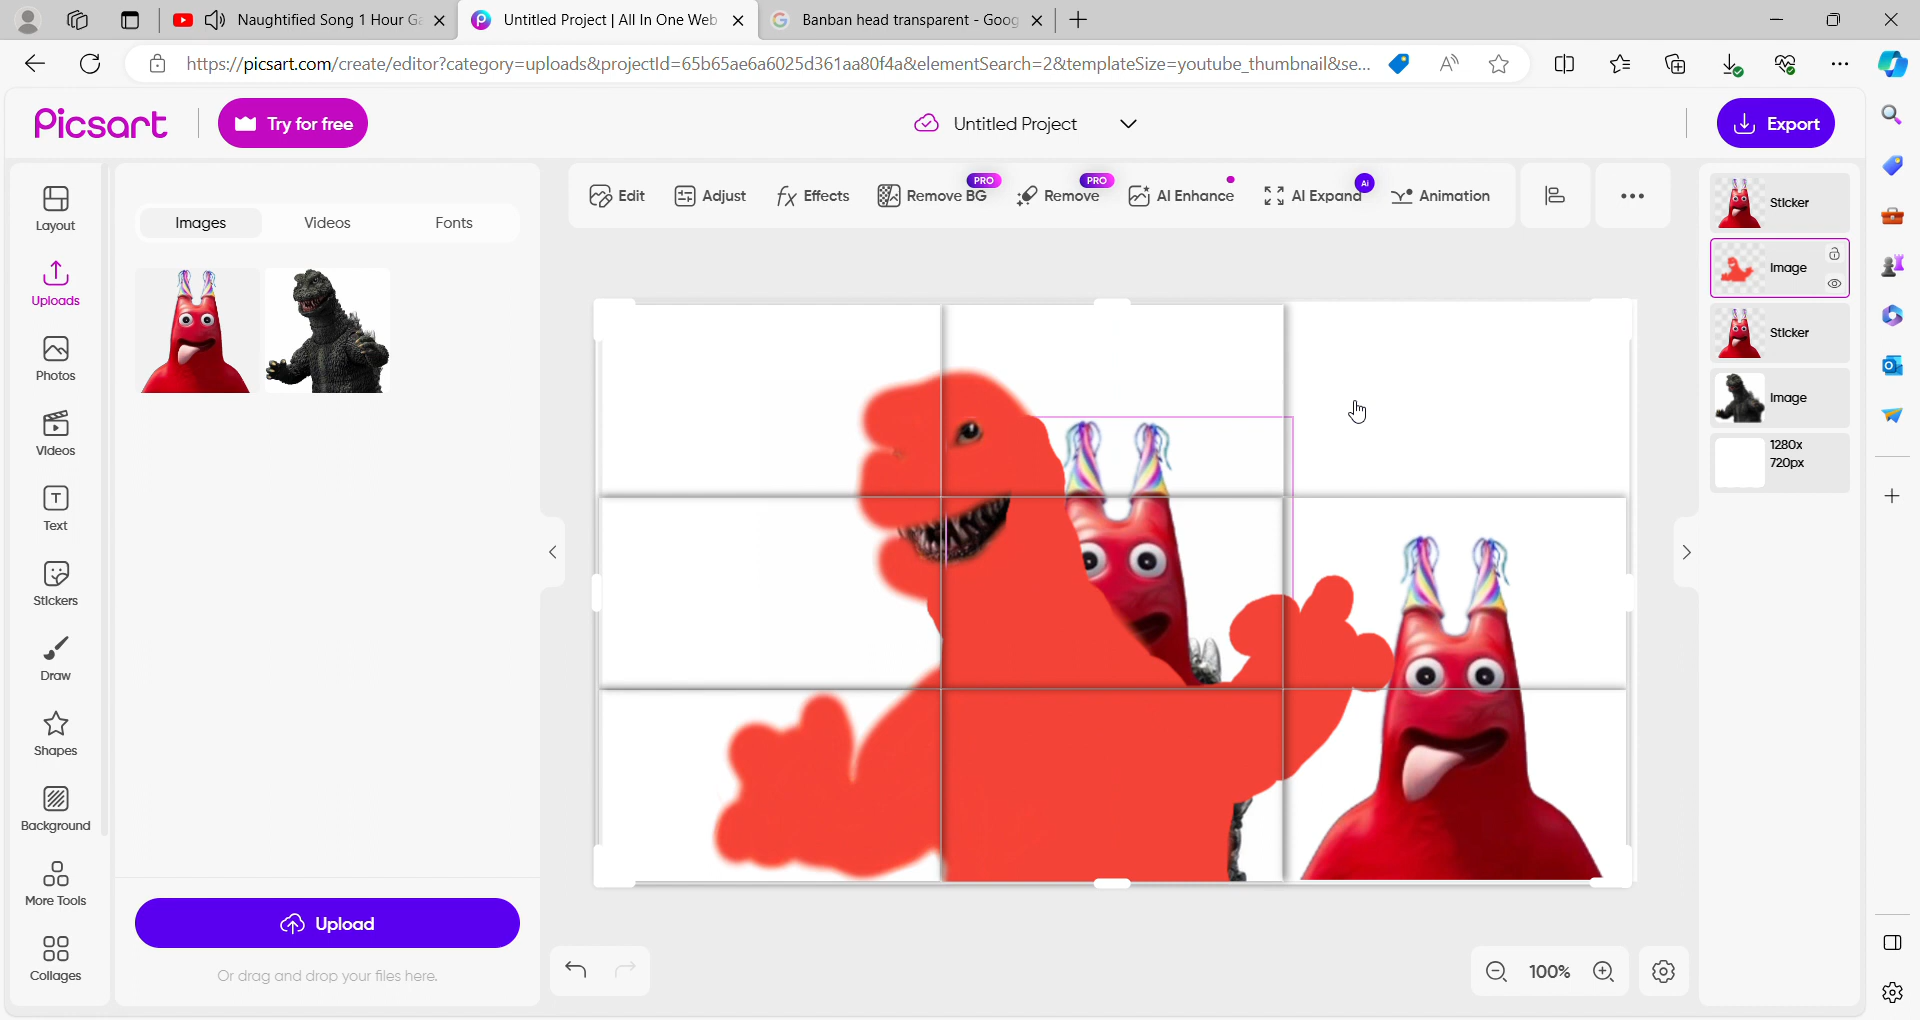 Naughtified Song 1 Hour Ga
Untitled Project | All In One Web
Banban head transparent - Goog
https://picsart.com/create/editor?category=uploads&projectId=65b65ae6a6025d361aa80f4a&elementSearch=2&templateSize=youtube_thumbnail&se...
Picsart
Try for free
Untitled Project
Export
Layout
Uploads
Photos
Videos
Text
Stickers
Draw
Shapes
Background
More Tools
Collages
Images
Videos
Fonts
Upload
Or drag and drop your files here.
Edit
Adjust
Effects
Remove BG
PRO
Remove
PRO
AI Enhance
AI Expand
AI
Animation
100%
Sticker
Image
Sticker
Image
1280x
720px